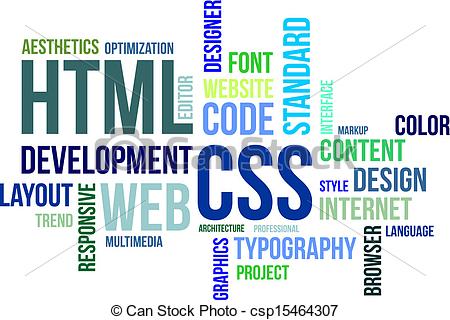 AESTHETICS
OPTIMIZATION
DESIGNER
FONT
STANDARD
HTML
EDITOR
WEBSITE
INTERFACE
CODE
MARKUP
COLOR
DEVELOPMENT
CSS
CONTENT
LAYOUT
RESPONSIVE
WEB
STYLE
DESIGN
TREND
INTERNET
ARCHITECTURE
PROFESSIONAL
BROWSER
LANGUAGE
MULTIMEDIA
GRAPHICS
TYPOGRAPHY
PROJECT
© Can Stock Photo - csp15464307